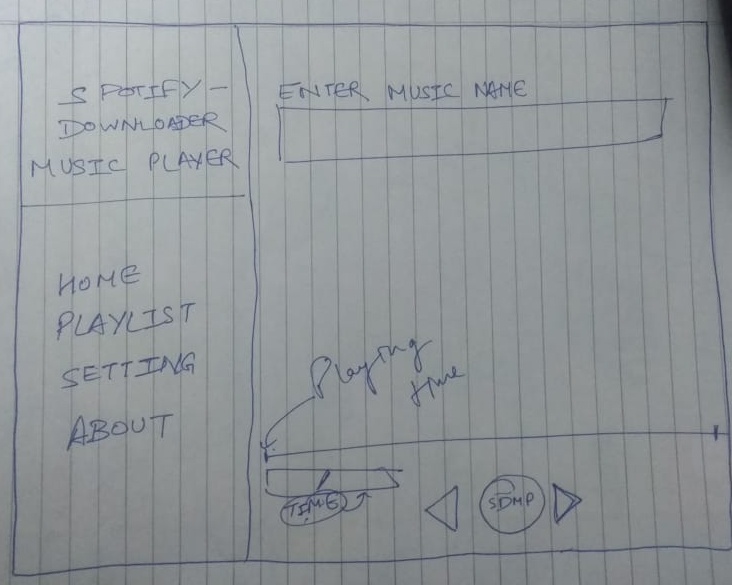 SPOTIFY-
DOWNLOADER
MUSIC PLAYER
HOME
PLAYLIST
SETTING
ABOUT
ENTER MUSIC NAME
Playing
time
TIME
SDMP